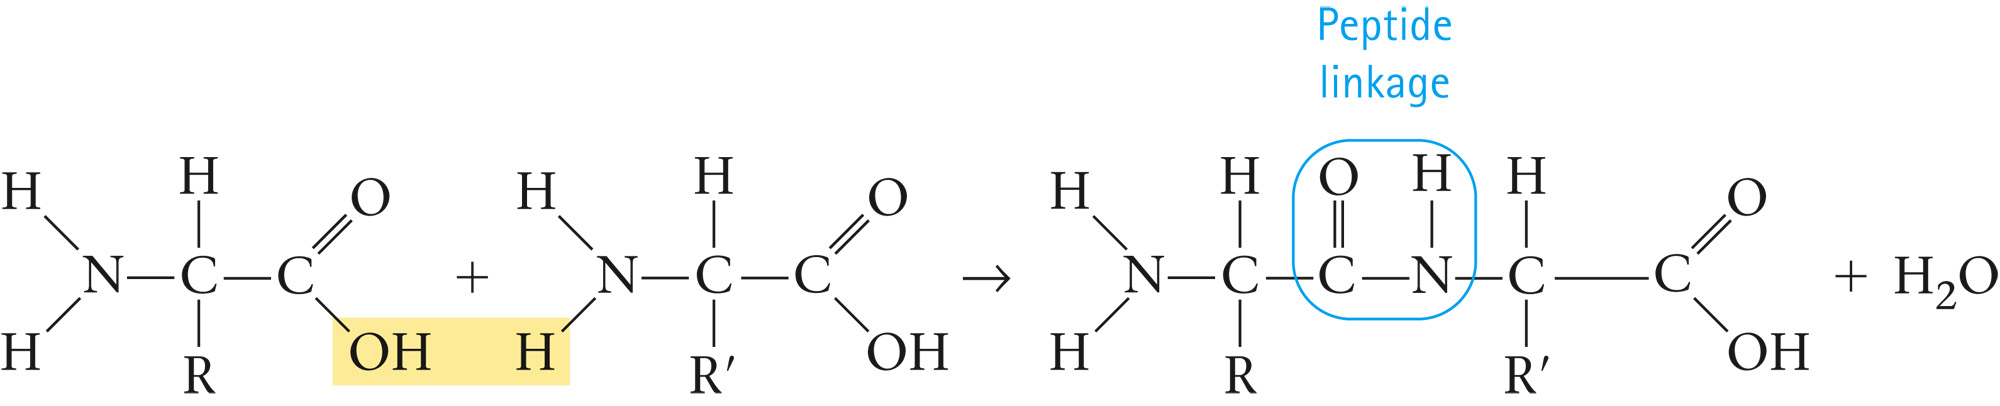 Peptide
linkage
H H O H H O H H O H H O
N C C + N C C → N C C N C C + H₂O
H R OH H R′ OH H R R′ OH